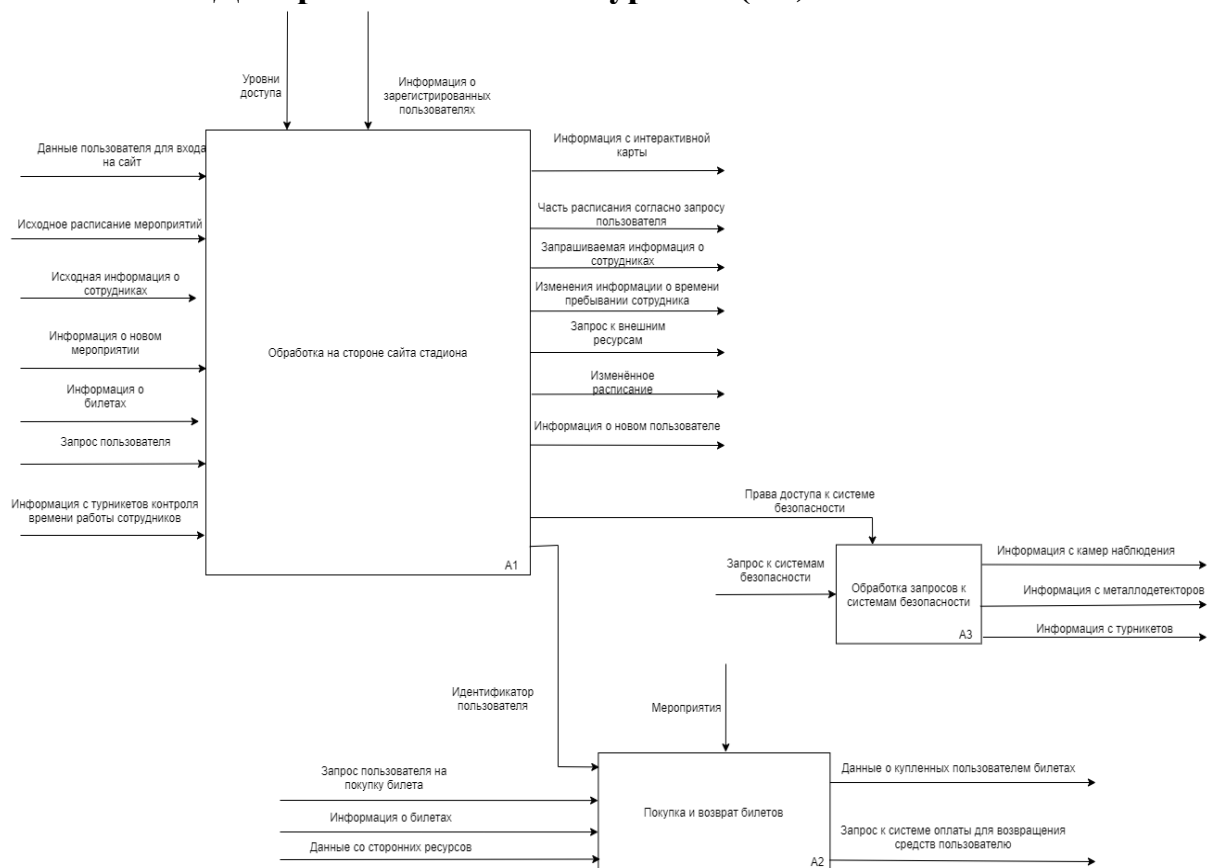 Уровни
доступа
Информация о
зарегистрированных
пользователях
Данные пользователя для входа
на сайт
Исходное расписание мероприятий
Исходная информация о
сотрудниках
Информация о новом
мероприятии
Информация о
билетах
Запрос пользователя
Информация с турникетов контроля
времени работы сотрудников
Обработка на стороне сайта стадиона
A1
Информация с интерактивной
карты
Часть расписания согласно запросу
пользователя
Запрашиваемая информация о
сотрудниках
Изменения информации о времени
пребывании сотрудника
Запрос к внешним
ресурсам
Изменённое
расписание
Информация о новом пользователе
Права доступа к системе
безопасности
Запрос к системам
безопасности
Обработка запросов к
системам безопасности
A3
Информация с камер наблюдения
Информация с металлодетекторов
Информация с турникетов
Идентификатор
пользователя
Мероприятия
Запрос пользователя на
покупку билета
Информация о билетах
Данные со сторонних ресурсов
Покупка и возврат билетов
A2
Данные о купленных пользователем билетах
Запрос к системе оплаты для возвращения
средств пользователю